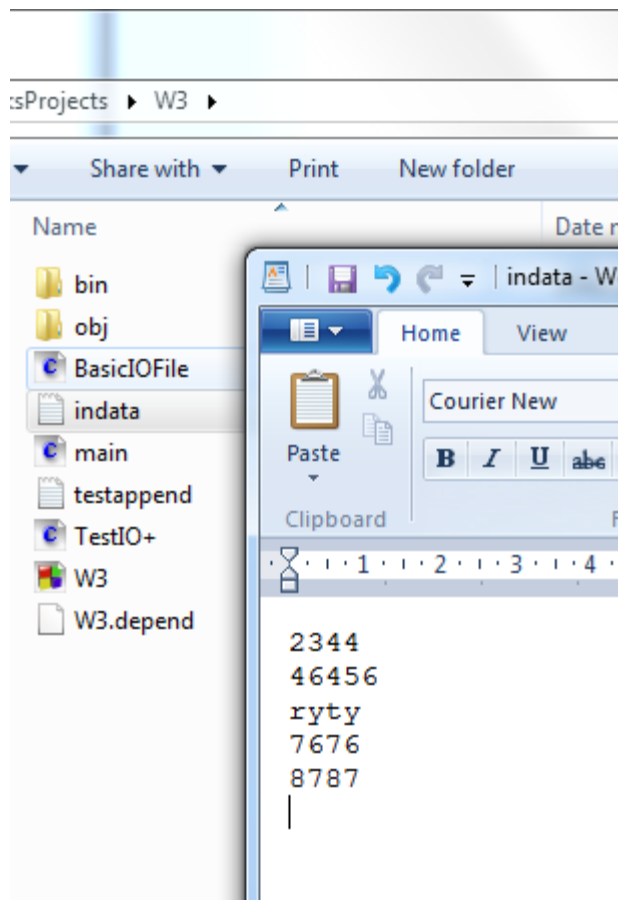 sProjects ▸ W3 ▸
Share with Print New folder
Name
Date
bin
obj
BasicIOFile
indata
main
testappend
TestIO+
W3
W3.depend
indata - W
Home View
Courier New
Paste
B I U abc
Clipboard
1 2 3 4
2344
46456
ryty
7676
8787